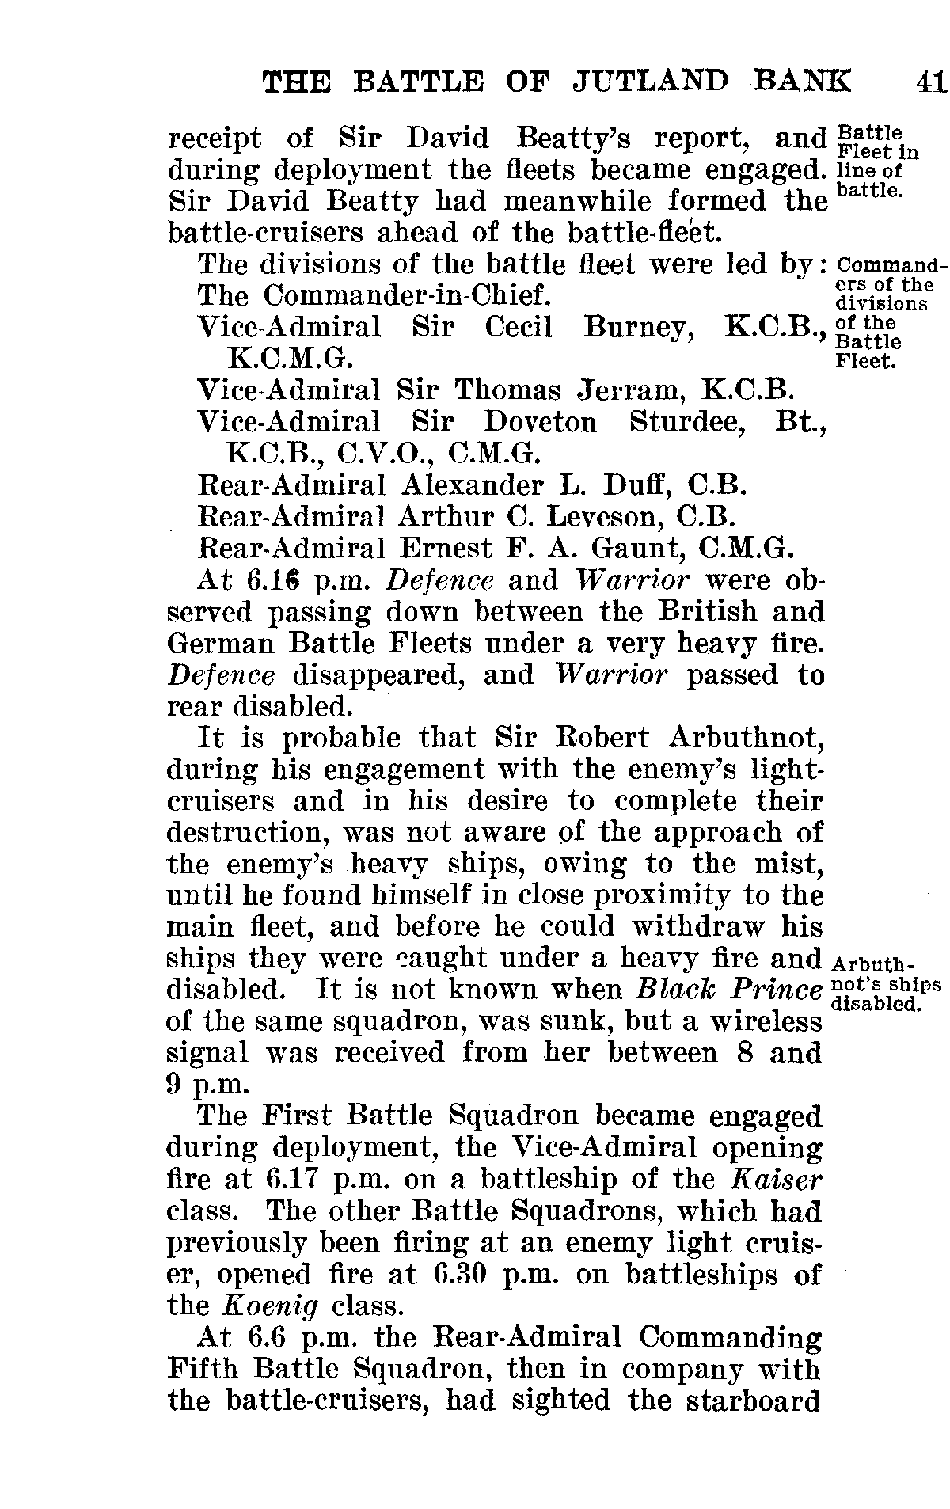 THE BATTLE OF JUTLAND BANK 41
receipt of Sir David Beatty's report, and
during deployment the fleets became engaged.
Sir David Beatty had meanwhile formed the
battle-cruisers ahead of the battle-fleet.
Battle
Fleet in
line of
battle.
The divisions of the battle fleet were led by:
The Commander-in-Chief.
Vice-Admiral Sir Cecil Burney, K.C.B.,
K.C.M.G.
Command-
ers of the
divisions
of the
Battle
Fleet.
Vice-Admiral Sir Thomas Jerram, K.C.B.
Vice-Admiral Sir Doveton Sturdee, Bt.,
K.C.B., C.V.O., C.M.G.
Rear-Admiral Alexander L. Duff, C.B.
Rear-Admiral Arthur C. Leveson, C.B.
Rear-Admiral Ernest F. A. Gaunt, C.M.G.
At 6.16 p.m. Defence and Warrior were ob-
served passing down between the British and
German Battle Fleets under a very heavy fire.
Defence disappeared, and Warrior passed to
rear disabled.
It is probable that Sir Robert Arbuthnot,
during his engagement with the enemy's light-
cruisers and in his desire to complete their
destruction, was not aware of the approach of
the enemy's heavy ships, owing to the mist,
until he found himself in close proximity to the
main fleet, and before he could withdraw his
ships they were caught under a heavy fire and
disabled. It is not known when Black Prince
of the same squadron, was sunk, but a wireless
signal was received from her between 8 and
9 p.m.
Arbuth-
not's ships
disabled.
The First Battle Squadron became engaged
during deployment, the Vice-Admiral opening
fire at 6.17 p.m. on a battleship of the Kaiser
class. The other Battle Squadrons, which had
previously been firing at an enemy light cruis-
er, opened fire at 6.30 p.m. on battleships of
the Koenig class.
At 6.6 p.m. the Rear-Admiral Commanding
Fifth Battle Squadron, then in company with
the battle-cruisers, had sighted the starboard